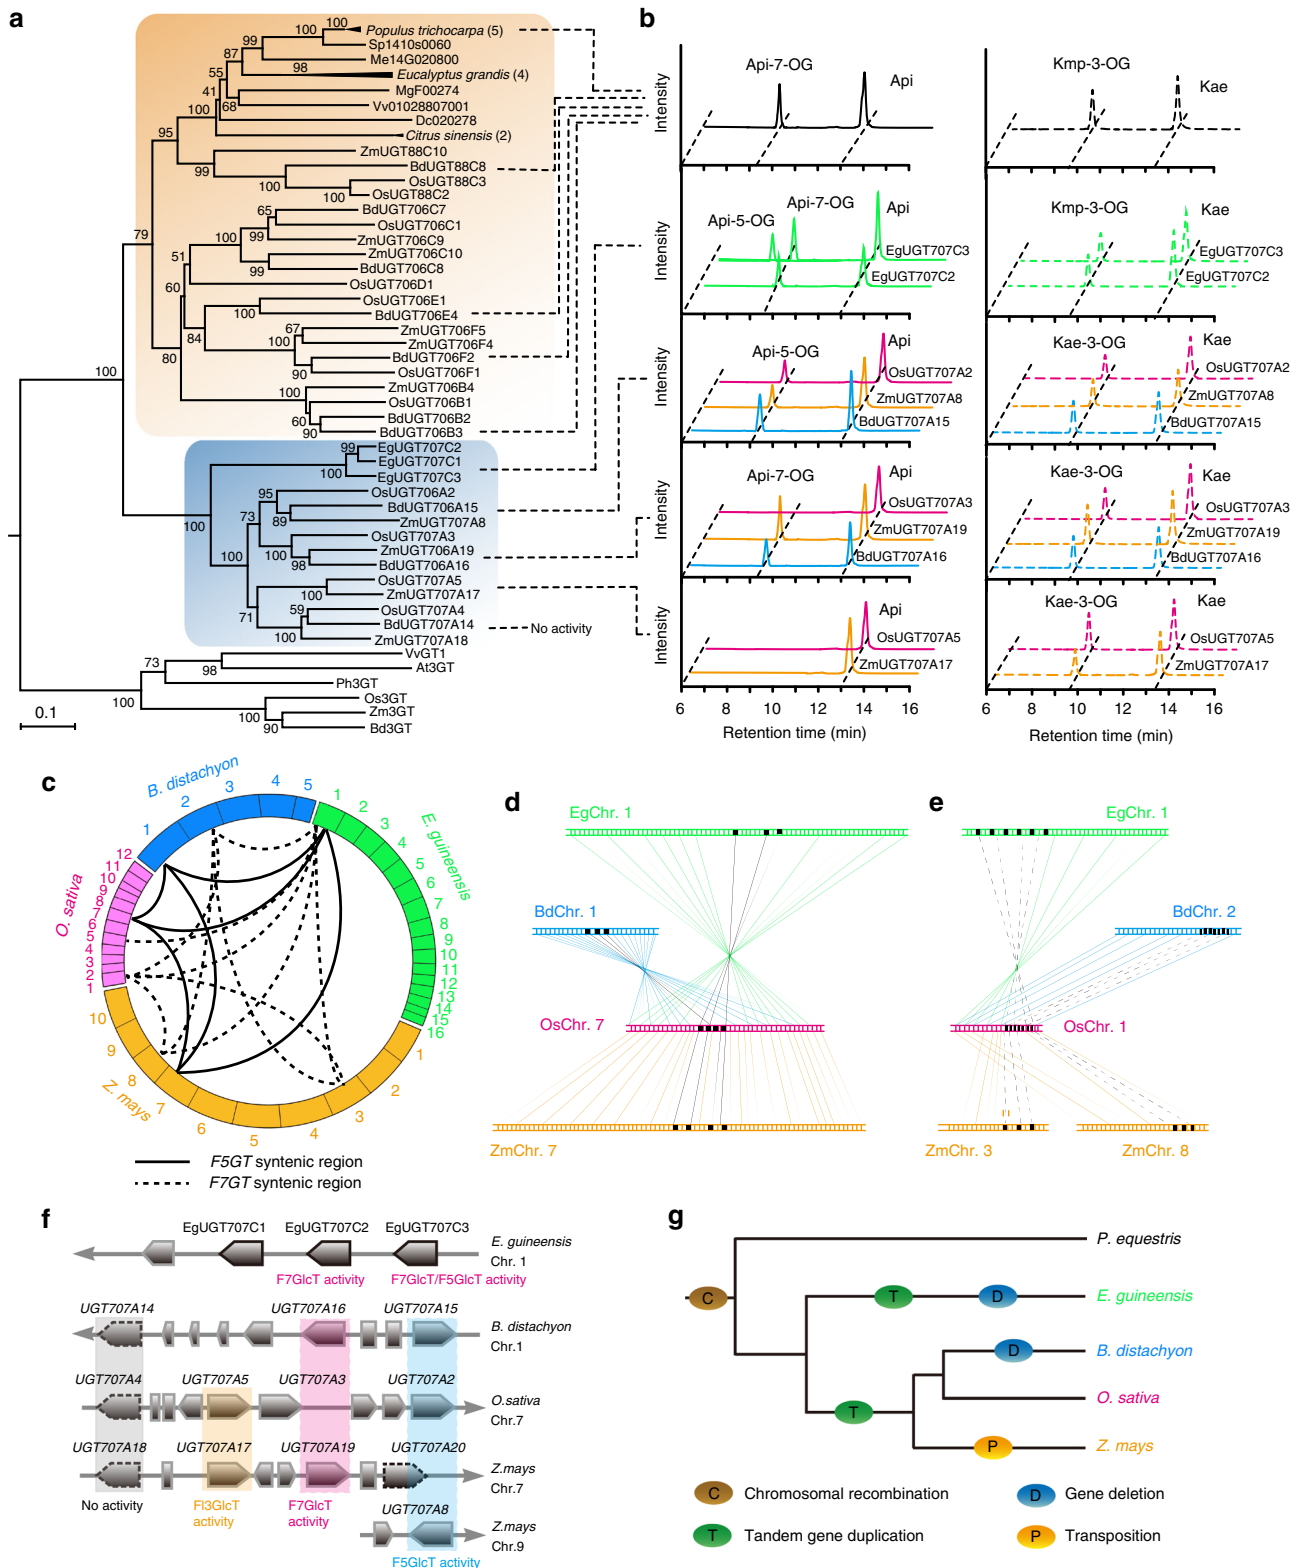 a
100
Populus trichocarpa (5)
100
Sp1410s0060
99
Me14G020800
87
98
Eucalyptus grandis (4)
55
MgF00274
41
68
Vv01028807001
100
Dc020278
95
Citrus sinensis (2)
ZmUGT88C10
99
BdUGT88C8
OsUGT88C3
100
100
OsUGT88C2
65
BdUGT706C7
OsUGT706C1
100
99
ZmUGT706C9
79
ZmUGT706C10
51
99
BdUGT706C8
60
OsUGT706D1
OsUGT706E1
100
BdUGT706E4
84
67
ZmUGT706F5
100
ZmUGT706F4
80
BdUGT706F2
90
OsUGT706F1
100
ZmUGT706B4
100
OsUGT706B1
60
BdUGT706B2
90
BdUGT706B3
99
EgUGT707C2
EgUGT707C1
100
EgUGT707C3
95
OsUGT706A2
BdUGT706A15
73
89
ZmUGT707A8
100
OsUGT707A3
100
ZmUGT706A19
98
BdUGT706A16
100
OsUGT707A5
100
ZmUGT707A17
71
59
OsUGT707A4
BdUGT707A14
No activity
100
ZmUGT707A18
73
VvGT1
98
At3GT
Ph3GT
100
Os3GT
100
Zm3GT
90
Bd3GT
0.1
b
Intensity
Api-7-OG
Api
Kmp-3-OG
Kae
6 8 10 12 14 16
6 8 10 12 14 16
Intensity
Api-5-OG
Api-7-OG
Api
EgUGT707C3
EgUGT707C2
Kmp-3-OG
Kae
EgUGT707C3
EgUGT707C2
Intensity
Api-5-OG
Api
OsUGT707A2
ZmUGT707A8
BdUGT707A15
Kae-3-OG
Kae
OsUGT707A2
ZmUGT707A8
BdUGT707A15
Intensity
Api-7-OG
Api
OsUGT707A3
ZmUGT707A19
BdUGT707A16
Kae-3-OG
Kae
OsUGT707A3
ZmUGT707A19
BdUGT707A16
Intensity
Api
OsUGT707A5
ZmUGT707A17
Kae-3-OG
Kae
OsUGT707A5
ZmUGT707A17
6 8 10 12 14 16
Retention time (min)
6 8 10 12 14 16
Retention time (min)
c
B. distachyon
1 2 3 4 5
E. guineensis
1 2 3 4 5 6 7 8 9 10 11 12 13 14 15 16
Z. mays
1 2 3 4 5 6 7 8 9 10
O. sativa
1 2 3 4 5 6 7 8 9 10 11 12
F5GT syntenic region
F7GT syntenic region
d
EgChr. 1
BdChr. 1
OsChr. 7
ZmChr. 7
e
EgChr. 1
BdChr. 2
OsChr. 1
ZmChr. 3
ZmChr. 8
f
EgUGT707C1
EgUGT707C2
EgUGT707C3
E. guineensis
Chr. 1
F7GlcT activity
F7GlcT/F5GlcT activity
UGT707A14
UGT707A16
UGT707A15
B. distachyon
Chr.1
UGT707A4
UGT707A5
UGT707A3
UGT707A2
O.sativa
Chr.7
UGT707A18
UGT707A17
UGT707A19
UGT707A20
Z.mays
Chr.7
No activity
Fl3GlcT
activity
F7GlcT
activity
UGT707A8
Z.mays
Chr.9
F5GlcT activity
g
P. equestris
C
T
D
E. guineensis
D
B. distachyon
T
O. sativa
P
Z. mays
C
Chromosomal recombination
D
Gene deletion
T
Tandem gene duplication
P
Transposition